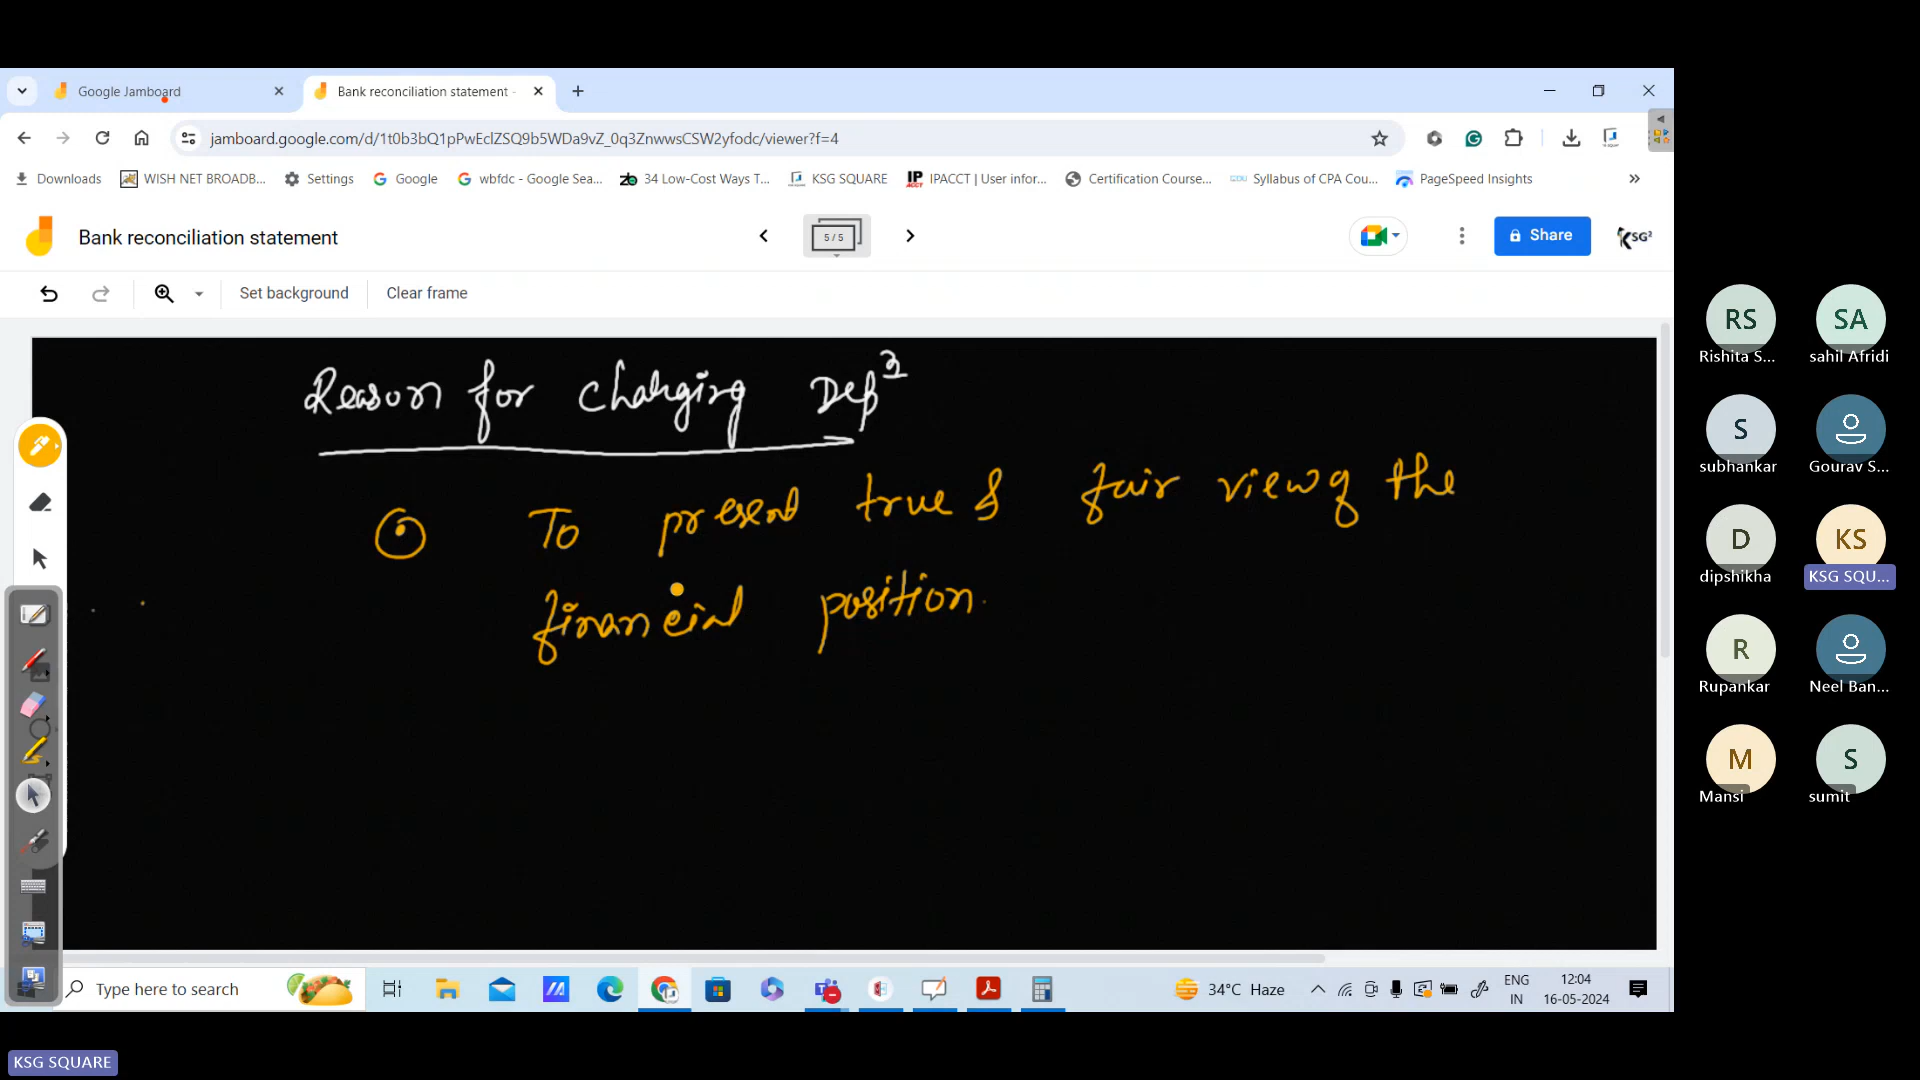 Google Jamboard
Bank reconciliation statement -
jamboard.google.com/d/1t0b3bQ1pPwEclZSQ9b5WDa9vZ_0q3ZnwwsCSW2yfodc/viewer?f=4
Downloads WISH NET BROADB... Settings Google wbfdc - Google Sea... 34 Low-Cost Ways T... KSG SQUARE IPACCT | User infor... Certification Course... Syllabus of CPA Cou... PageSpeed Insights »
Bank reconciliation statement
5 / 5
Share
KSG²
Set background Clear frame
Reason for changing Depⁿ
To present true & fair view of the
financial position.
RS SA
Rishita S... sahil Afridi
S
subhankar Gourav S...
D KS
dipshikha KSG SQU...
R
Rupankar Neel Ban...
M S
Mansi sumit
Type here to search
34°C Haze
ENG
IN
12:04
16-05-2024
KSG SQUARE